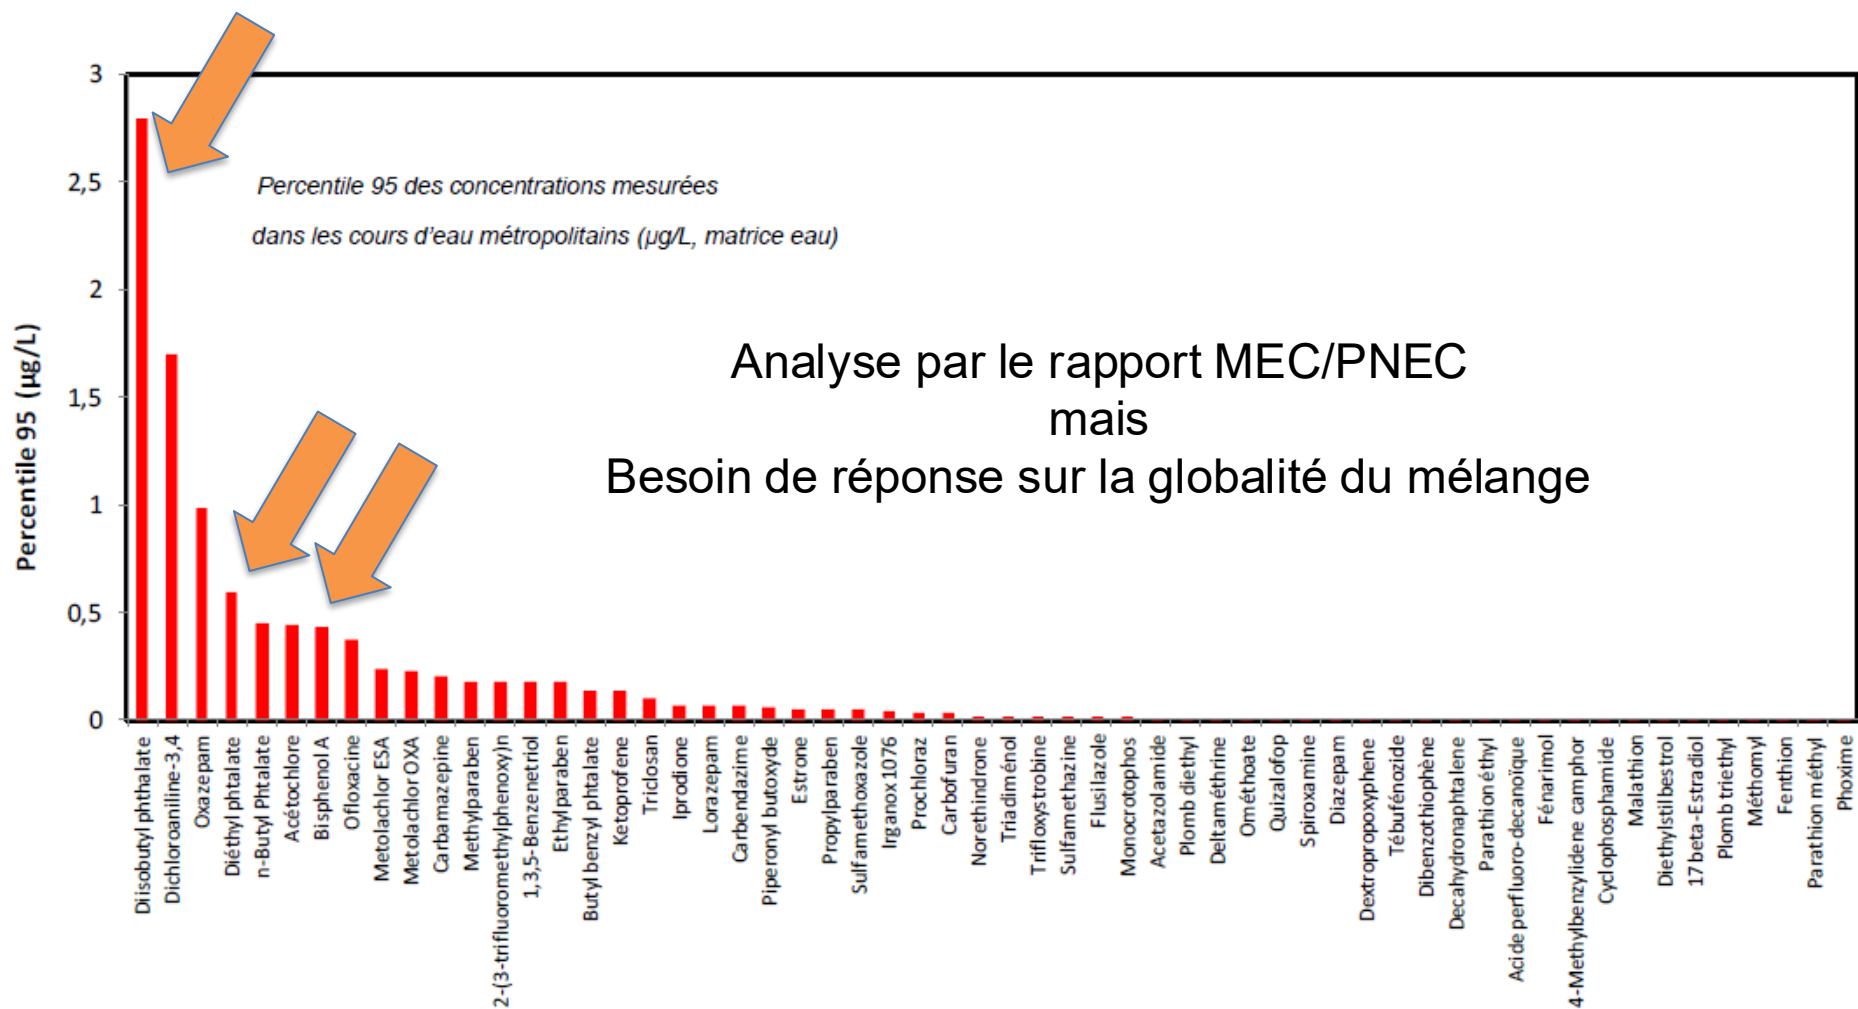 3
2,5
2
1,5
1
0,5
0
Percentile 95 (µg/L)
Percentile 95 des concentrations mesurées
dans les cours d'eau métropolitains (µg/L, matrice eau)
Analyse par le rapport MEC/PNEC
mais
Besoin de réponse sur la globalité du mélange
Diisobutyl phthalate
Dichloroaniline-3,4
Oxazepam
Diéthyl phtalate
n-Butyl Phtalate
Acétochlore
Bisphenol A
Ofloxacine
Metolachlor ESA
Metolachlor OXA
Carbamazepine
Methylparaben
2-(3-trifluoromethylphenoxy)n
1,3,5-Benzenetriol
Ethylparaben
Butyl benzyl phtalate
Ketoprofene
Triclosan
Iprodione
Lorazepam
Carbendazime
Piperonyl butoxyde
Estrone
Propylparaben
Sulfamethoxazole
Irganox 1076
Prochloraz
Carbofuran
Norethindrone
Triadiménol
Trifloxystrobine
Sulfamethazine
Flusilazole
Monocrotophos
Acetazolamide
Plomb diethyl
Deltaméthrine
Ométhoate
Quizalofop
Spiroxamine
Diazepam
Dextropropoxyphene
Tébufénozide
Dibenzothiophène
Decahydronaphtalene
Parathion éthyl
Acide perfluoro-decanoïque
Fénarimol
4-Methylbenzylidene camphor
Cyclophosphamide
Malathion
Diethylstilbestrol
17 beta-Estradiol
Plomb triethyl
Méthomyl
Fenthion
Parathion méthyl
Phoxime